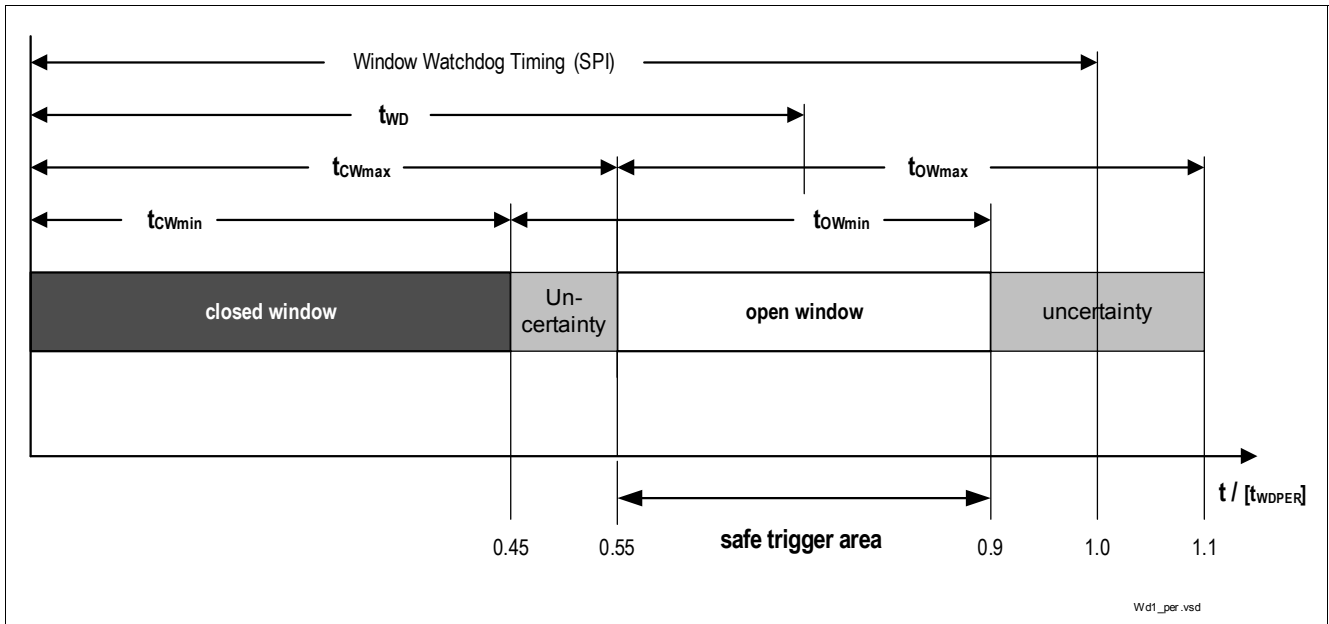 Window Watchdog Timing (SPI)
tWD
tCWmax
tOWmax
tCWmin
tOWmin
closed window
Un-
certainty
open window
uncertainty
t / [tWDPER]
safe trigger area
0.45
0.55
0.9
1.0
1.1
Wd1_per.vsd